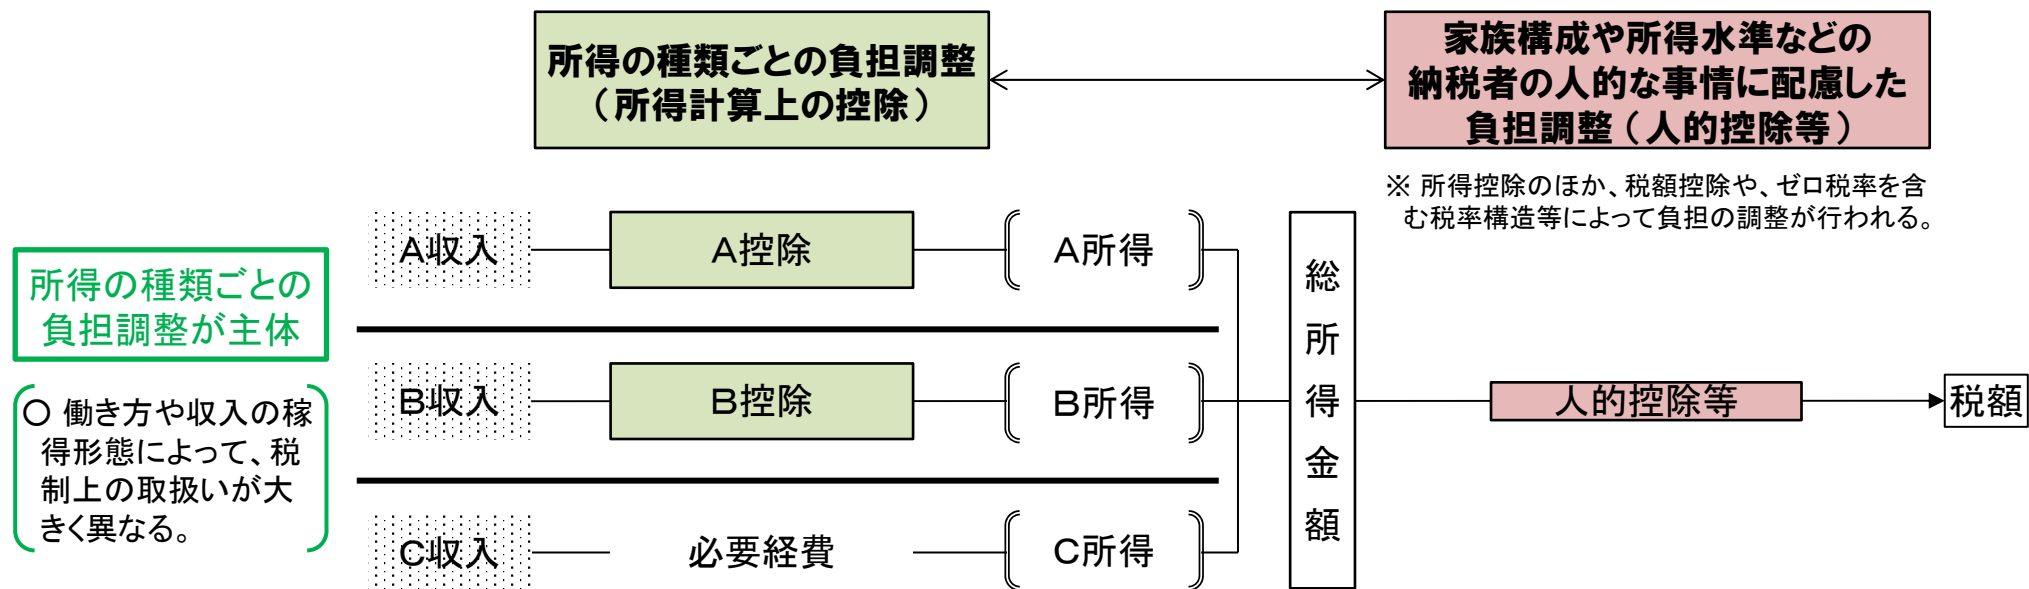 所得の種類ごとの負担調整
（所得計算上の控除）
家族構成や所得水準などの
納税者の人的な事情に配慮した
負担調整（人的控除等）
※ 所得控除のほか、税額控除や、ゼロ税率を含
む税率構造等によって負担の調整が行われる。
所得の種類ごとの
負担調整が主体
〇 働き方や収入の稼
得形態によって、税
制上の取扱いが大
きく異なる。
A収入
A控除
A所得
B収入
B控除
B所得
C収入
必要経費
C所得
総所得金額
人的控除等
税額